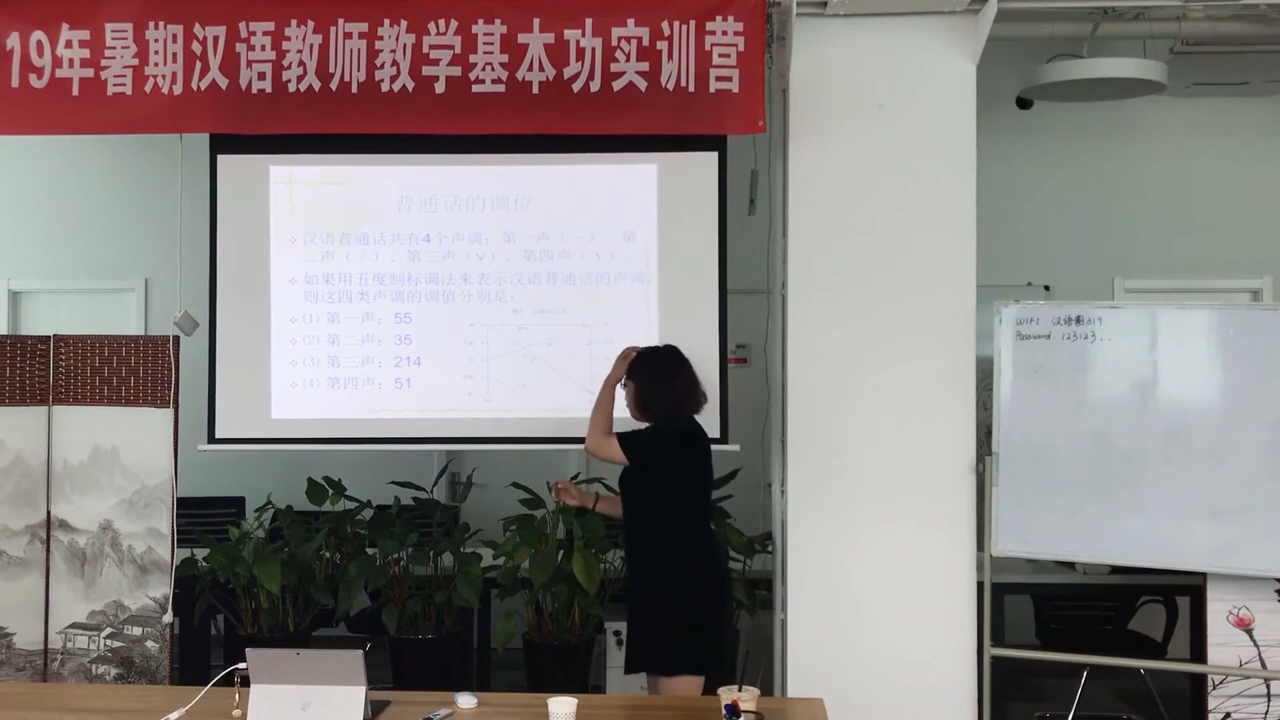 19年暑期汉语教师教学基本功实训营
普通话的调位
汉语普通话共有4个声调：第一声（一）、第
二声（／）、第三声（∨）、第四声（＼）。
如果用五度制标调法来表示汉语普通话的声调，
则这四类声调的调值分别是：
⑴ 第一声：55
⑵ 第二声：35
⑶ 第三声：214
⑷ 第四声：51
WIFI：汉语圈319
Password：123123..